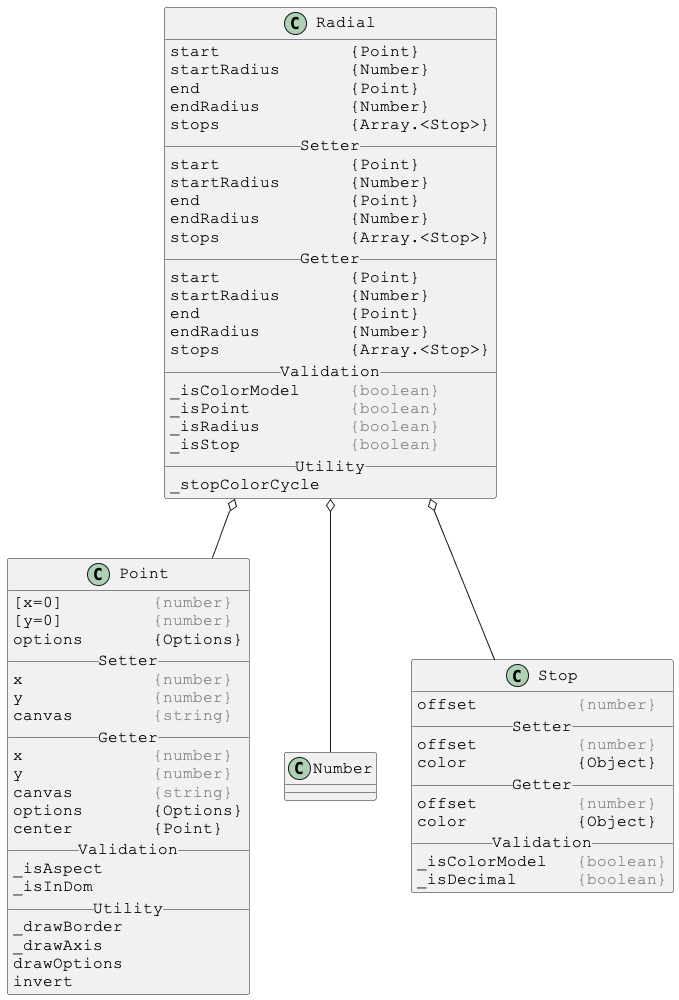 C Radial
start {Point}
startRadius {Number}
end {Point}
endRadius {Number}
stops {Array.<Stop>}
Setter
start {Point}
startRadius {Number}
end {Point}
endRadius {Number}
stops {Array.<Stop>}
Getter
start {Point}
startRadius {Number}
end {Point}
endRadius {Number}
stops {Array.<Stop>}
Validation
_isColorModel {boolean}
_isPoint {boolean}
_isRadius {boolean}
_isStop {boolean}
Utility
_stopColorCycle
C Point
[x=0] {number}
[y=0] {number}
options {Options}
Setter
x {number}
y {number}
canvas {string}
Getter
x {number}
y {number}
canvas {string}
options {Options}
center {Point}
Validation
_isAspect
_isInDom
Utility
_drawBorder
_drawAxis
drawOptions
invert
C Number
C Stop
offset {number}
Setter
offset {number}
color {Object}
Getter
offset {number}
color {Object}
Validation
_isColorModel {boolean}
_isDecimal {boolean}